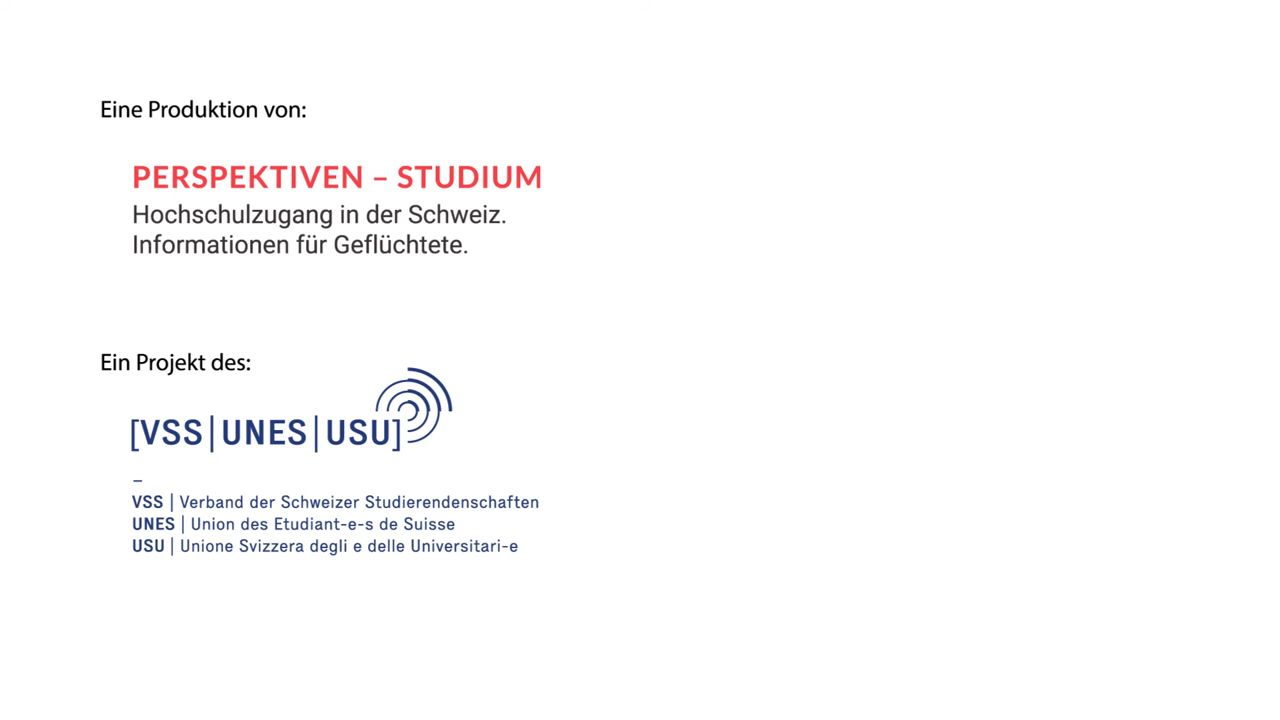 Eine Produktion von:
PERSPEKTIVEN – STUDIUM
Hochschulzugang in der Schweiz.
Informationen für Geflüchtete.
Ein Projekt des:
[VSS|UNES|USU]
–
VSS | Verband der Schweizer Studierendenschaften
UNES | Union des Etudiant-e-s de Suisse
USU | Unione Svizzera degli e delle Universitari-e